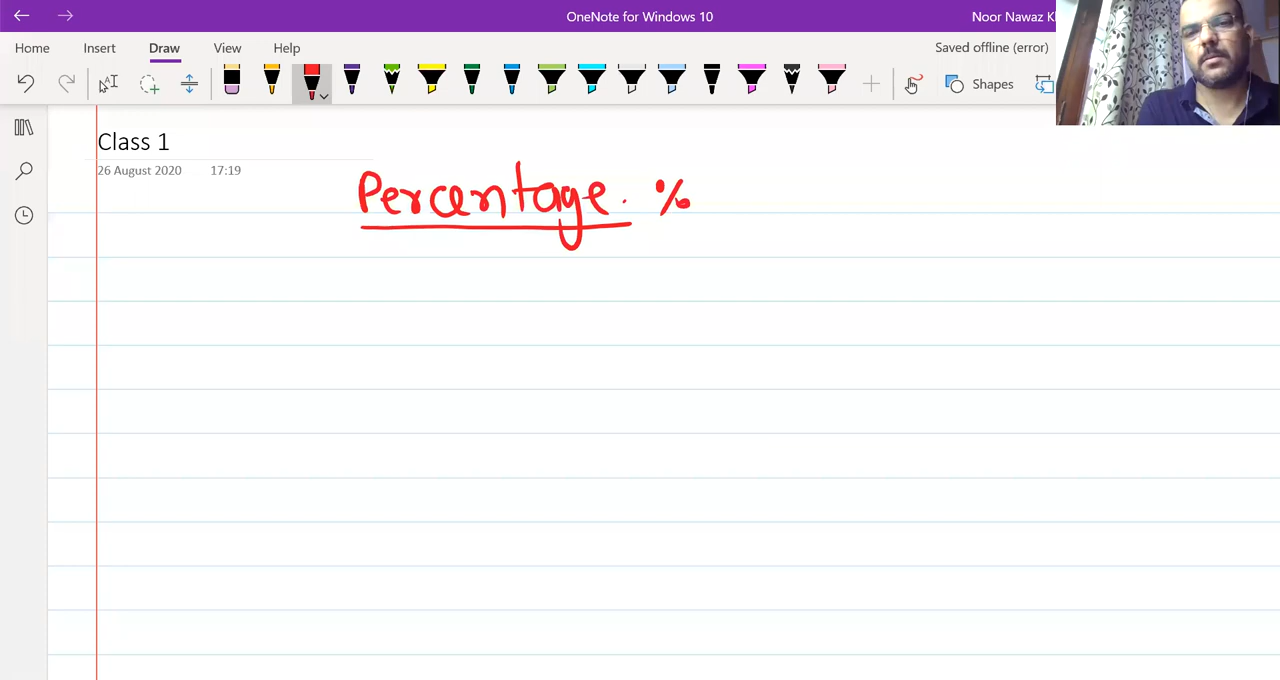 OneNote for Windows 10
Noor Nawaz
Home Insert Draw View Help
Saved offline (error)
Shapes
Class 1
26 August 2020 17:19
Percentage. %